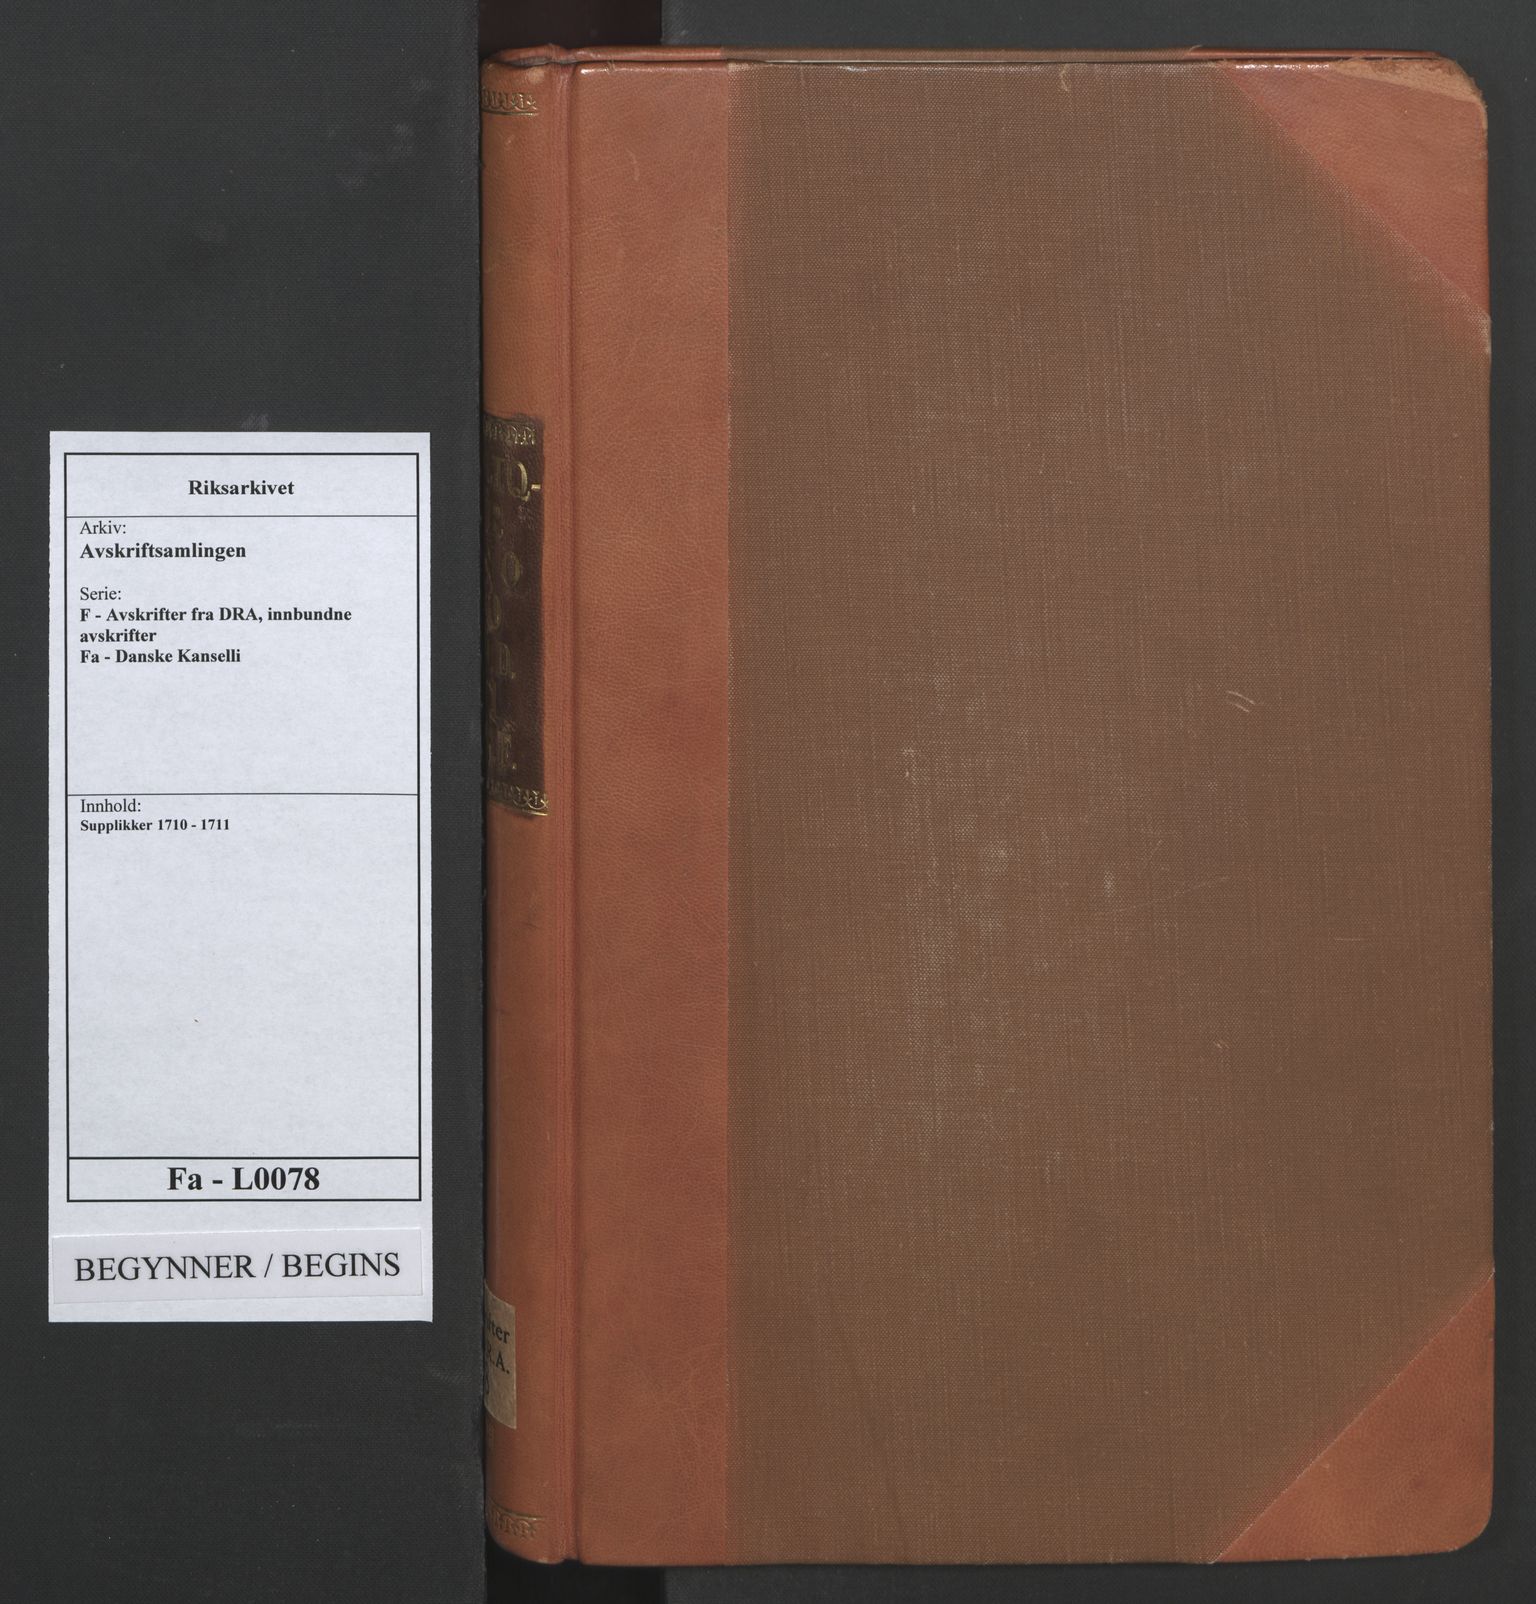 Riksarkivet
Arkiv:
Avskriftsamlingen
Serie:
F - Avskrifter fra DRA, innbundne
avskrifter
Fa - Danske Kanselli
Innhold:
Supplikker 1710 - 1711
Fa - L0078
BEGYNNER / BEGINS